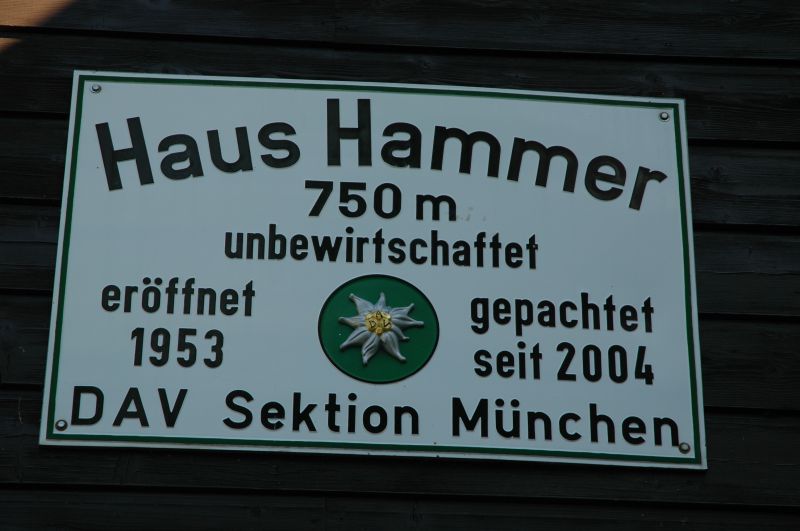 Haus Hammer
750 m
unbewirtschaftet
eröffnet
1953
gepachtet
seit 2004
DAV Sektion München